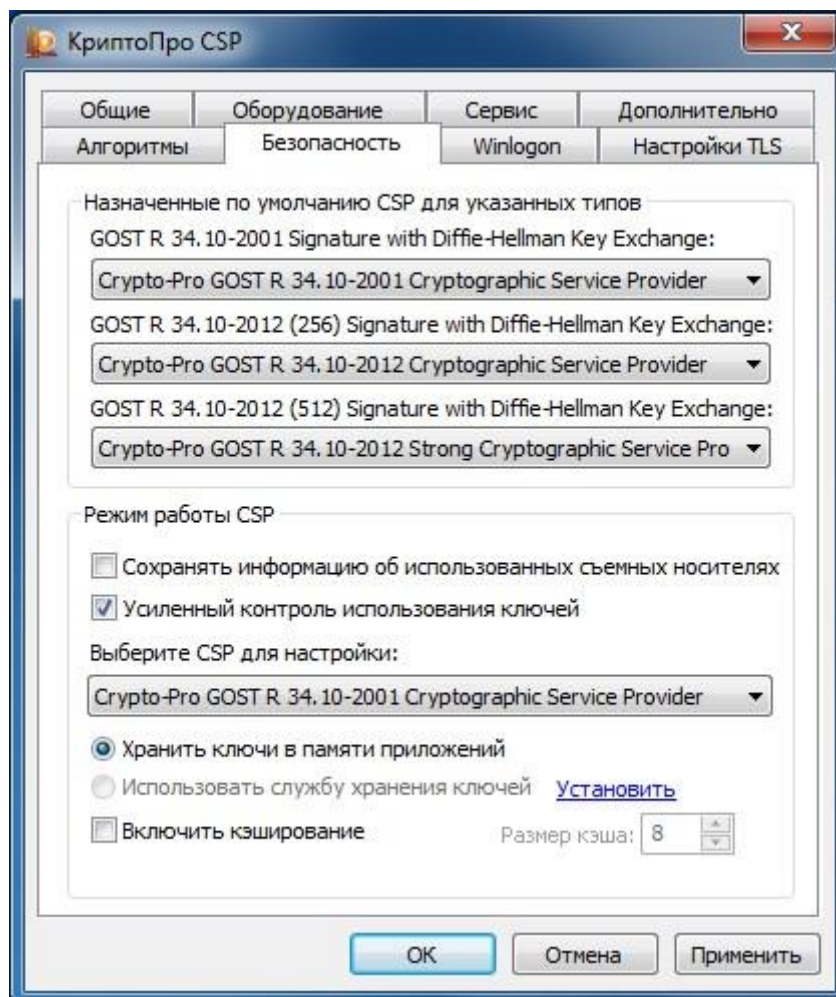 КриптоПро CSP
Общие Оборудование Сервис Дополнительно
Алгоритмы Безопасность Winlogon Настройки TLS
Назначенные по умолчанию CSP для указанных типов
GOST R 34.10-2001 Signature with Diffie-Hellman Key Exchange:
Crypto-Pro GOST R 34.10-2001 Cryptographic Service Provider
GOST R 34.10-2012 (256) Signature with Diffie-Hellman Key Exchange:
Crypto-Pro GOST R 34.10-2012 Cryptographic Service Provider
GOST R 34.10-2012 (512) Signature with Diffie-Hellman Key Exchange:
Crypto-Pro GOST R 34.10-2012 Strong Cryptographic Service Pro
Режим работы CSP
Сохранять информацию об использованных съемных носителях
Усиленный контроль использования ключей
Выберите CSP для настройки:
Crypto-Pro GOST R 34.10-2001 Cryptographic Service Provider
Хранить ключи в памяти приложений
Использовать службу хранения ключей Установить
Включить кэширование Размер кэша: 8
OK Отмена Применить